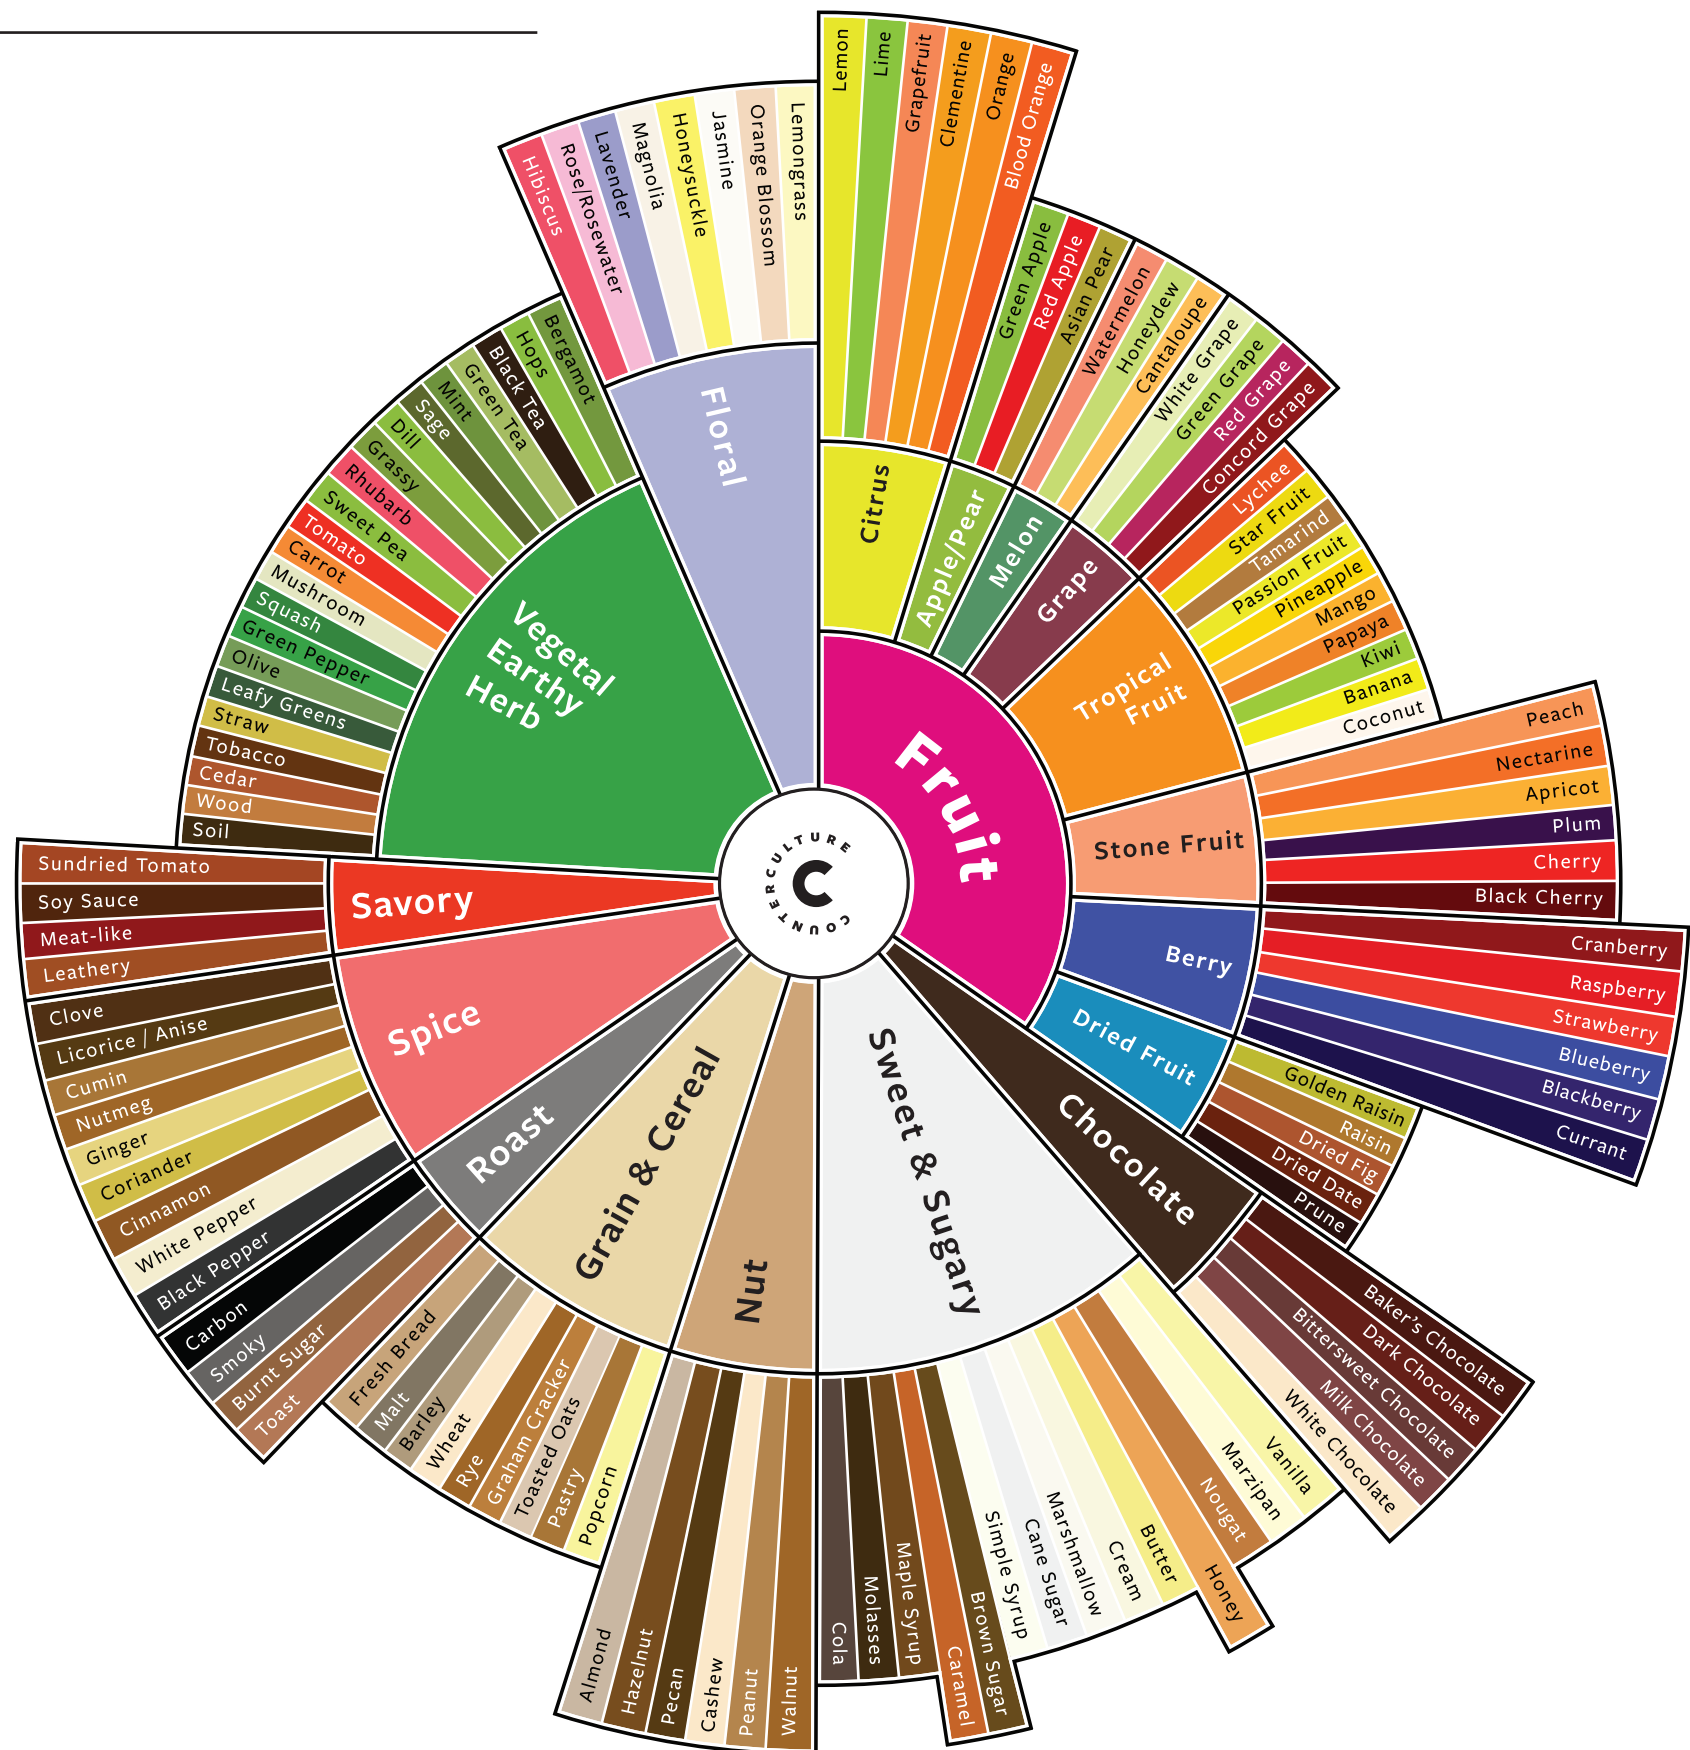 COUNTER CULTURE
C
Fruit
Citrus
Lemon
Lime
Grapefruit
Clementine
Orange
Blood Orange
Apple/Pear
Green Apple
Red Apple
Asian Pear
Melon
Watermelon
Honeydew
Cantaloupe
Grape
White Grape
Green Grape
Red Grape
Concord Grape
Tropical
Fruit
Lychee
Star Fruit
Tamarind
Passion Fruit
Pineapple
Mango
Papaya
Kiwi
Banana
Coconut
Stone Fruit
Peach
Nectarine
Apricot
Plum
Cherry
Black Cherry
Berry
Cranberry
Raspberry
Strawberry
Blueberry
Blackberry
Currant
Dried Fruit
Golden Raisin
Raisin
Dried Fig
Dried Date
Prune
Chocolate
Baker's Chocolate
Dark Chocolate
Bittersweet Chocolate
Milk Chocolate
White Chocolate
Sweet & Sugary
Vanilla
Marzipan
Nougat
Honey
Butter
Cream
Marshmallow
Cane Sugar
Simple Syrup
Brown Sugar
Caramel
Maple Syrup
Molasses
Cola
Nut
Walnut
Peanut
Cashew
Pecan
Hazelnut
Almond
Grain & Cereal
Popcorn
Pastry
Toasted Oats
Graham Cracker
Rye
Wheat
Barley
Malt
Fresh Bread
Roast
Toast
Burnt Sugar
Smoky
Carbon
Spice
Black Pepper
White Pepper
Cinnamon
Coriander
Ginger
Nutmeg
Cumin
Licorice / Anise
Clove
Savory
Leathery
Meat-like
Soy Sauce
Sundried Tomato
Vegetal
Earthy
Herb
Soil
Wood
Cedar
Tobacco
Straw
Leafy Greens
Olive
Green Pepper
Squash
Mushroom
Carrot
Tomato
Sweet Pea
Rhubarb
Grassy
Dill
Sage
Mint
Green Tea
Black Tea
Hops
Bergamot
Floral
Hibiscus
Rose/Rosewater
Lavender
Magnolia
Honeysuckle
Jasmine
Orange Blossom
Lemongrass